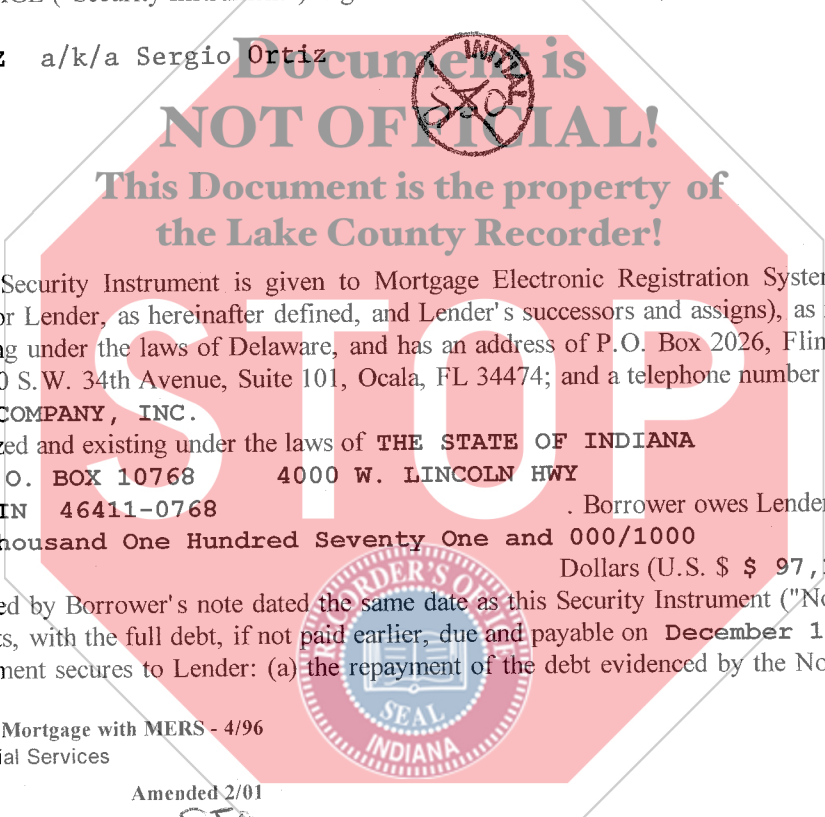 z a/k/a Sergio Ortiz
INITIAL
SAO
Document is
NOT OFFICIAL!
This Document is the property of
the Lake County Recorder!
Security Instrument is given to Mortgage Electronic Registration System
or Lender, as hereinafter defined, and Lender's successors and assigns), as
ng under the laws of Delaware, and has an address of P.O. Box 2026, Flin
0 S.W. 34th Avenue, Suite 101, Ocala, FL 34474; and a telephone number
COMPANY, INC.
zed and existing under the laws of THE STATE OF INDIANA
O. BOX 10768 4000 W. LINCOLN HWY
IN 46411-0768 . Borrower owes Lender
housand One Hundred Seventy One and 000/1000
Dollars (U.S. $ $ 97,
ed by Borrower's note dated the same date as this Security Instrument ("No
ts, with the full debt, if not paid earlier, due and payable on December 1
ment secures to Lender: (a) the repayment of the debt evidenced by the No
STOP
RECORDER'S OFFICE
SEAL
INDIANA
Mortgage with MERS - 4/96
ial Services
Amended 2/01